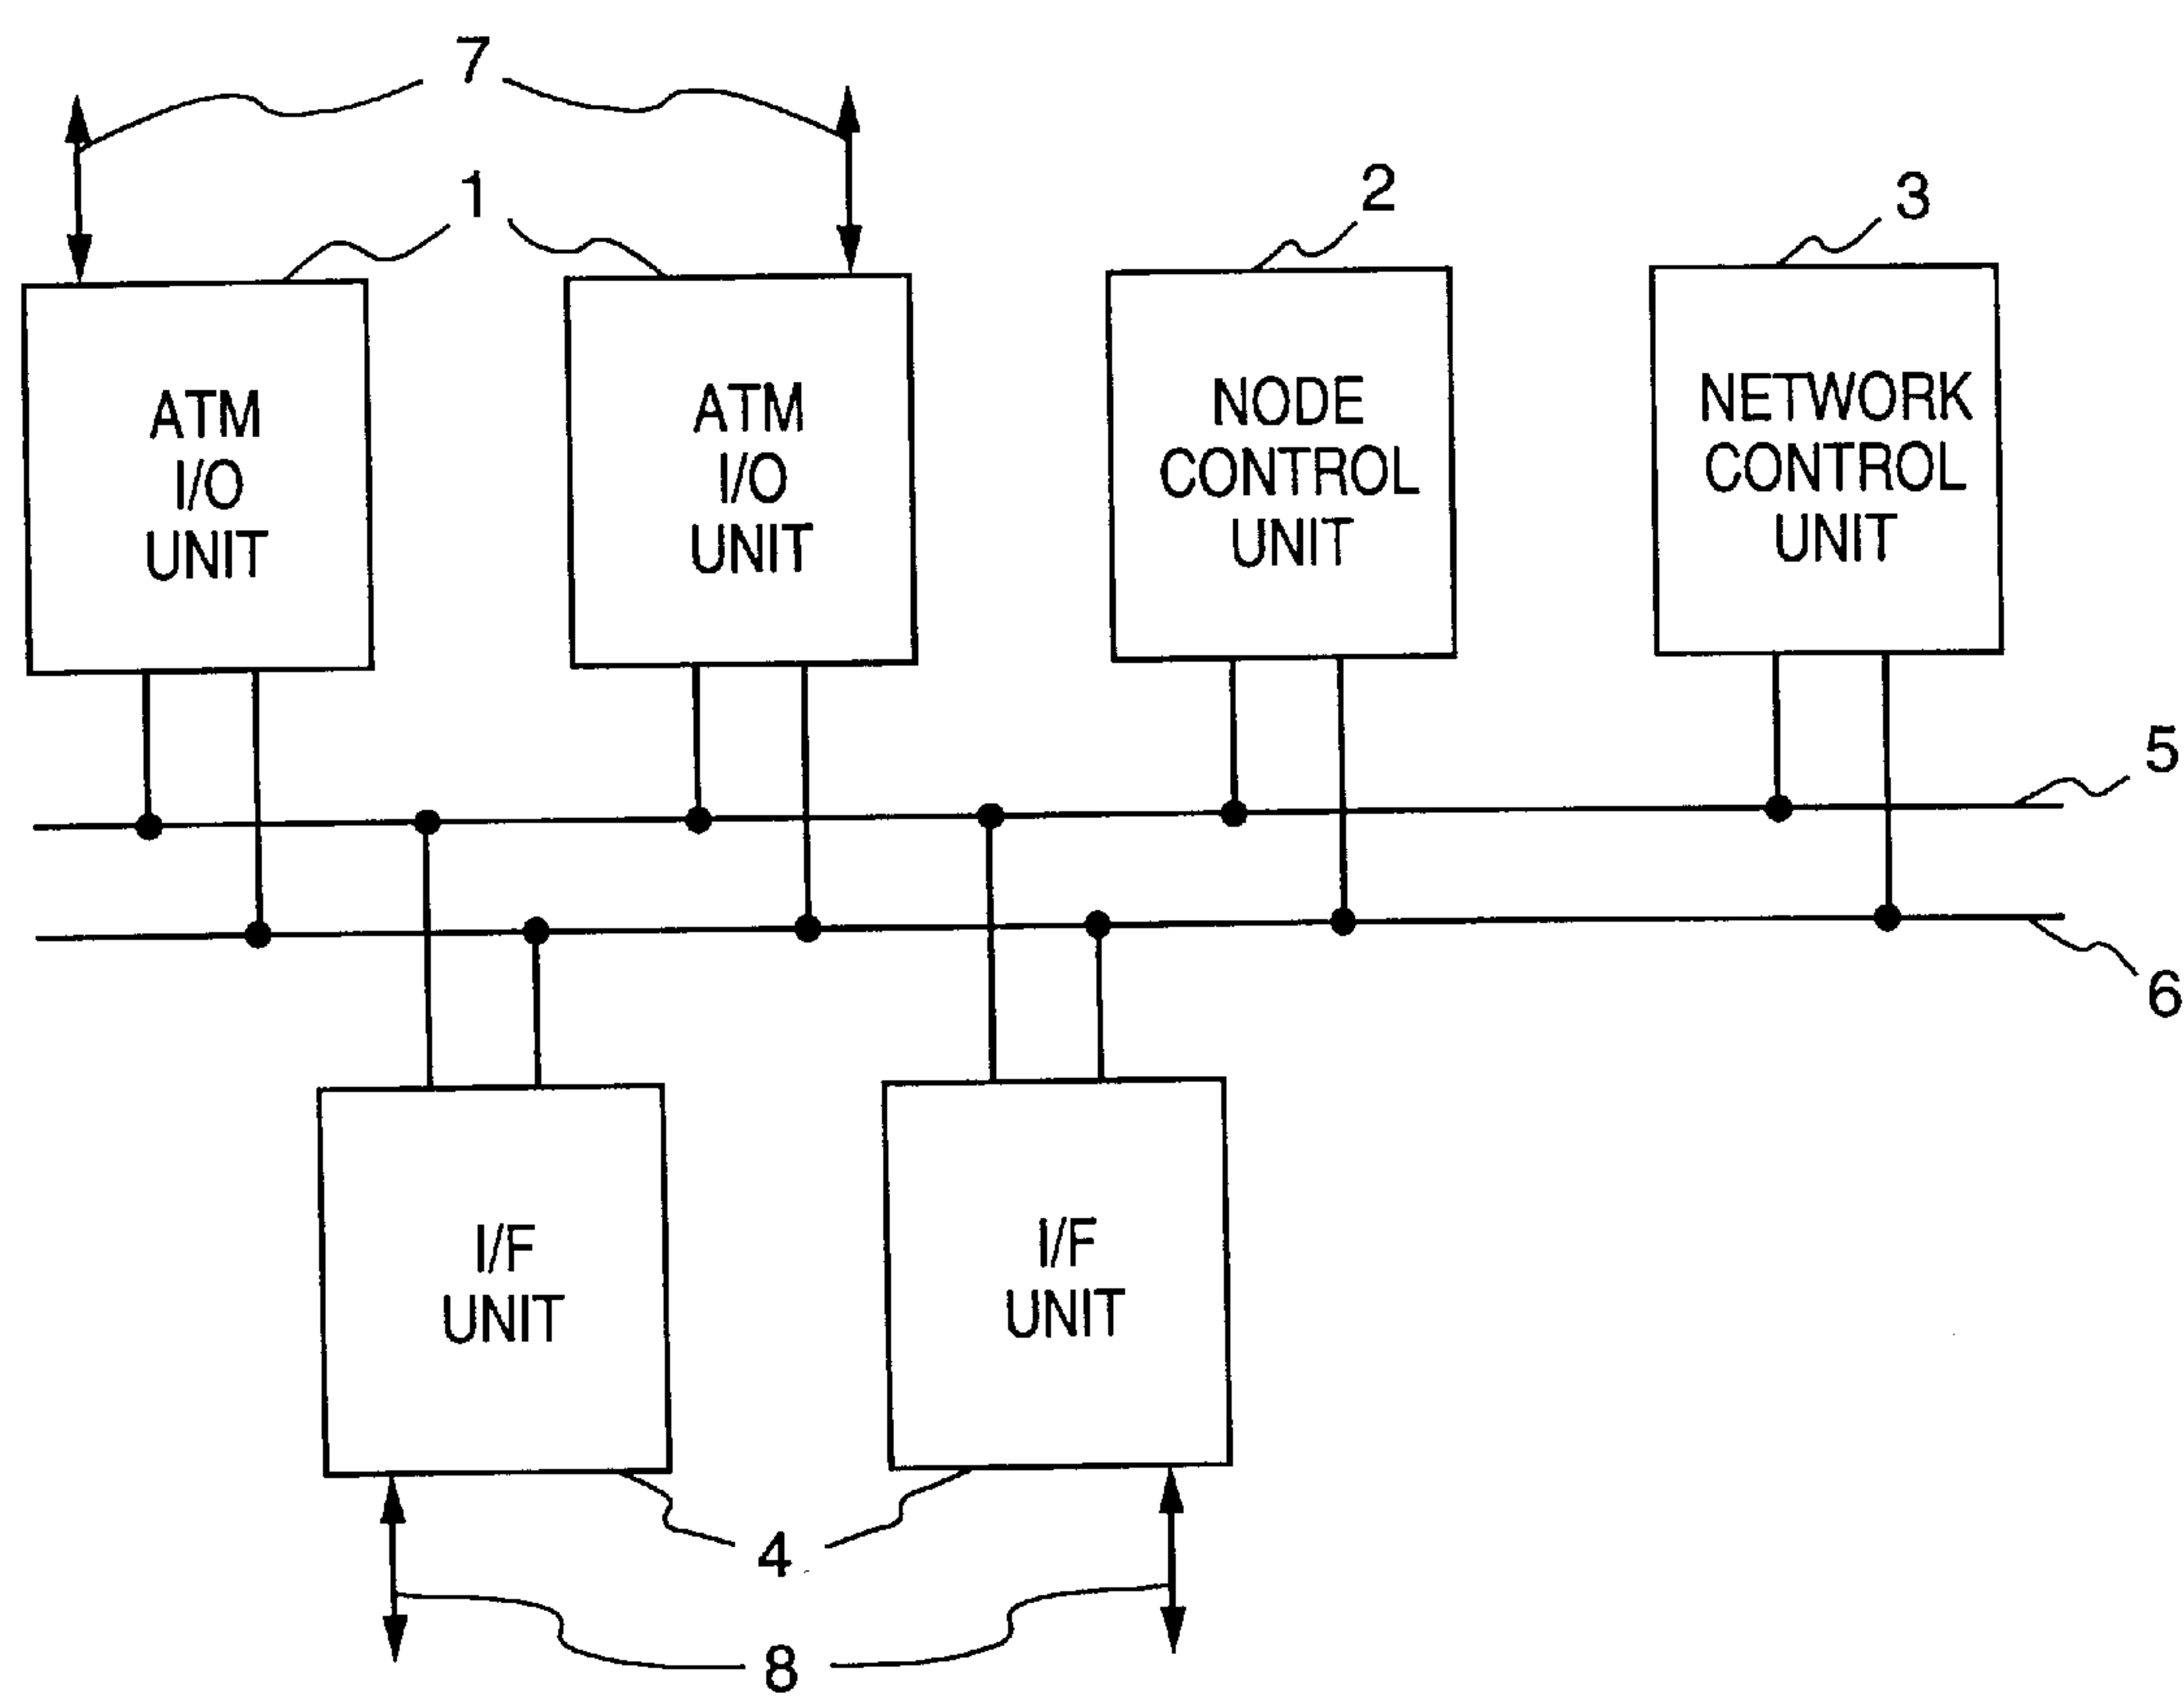 7
1
2
3
ATM
I/O
UNIT
ATM
I/O
UNIT
NODE
CONTROL
UNIT
NETWORK
CONTROL
UNIT
5
6
I/F
UNIT
I/F
UNIT
4
8